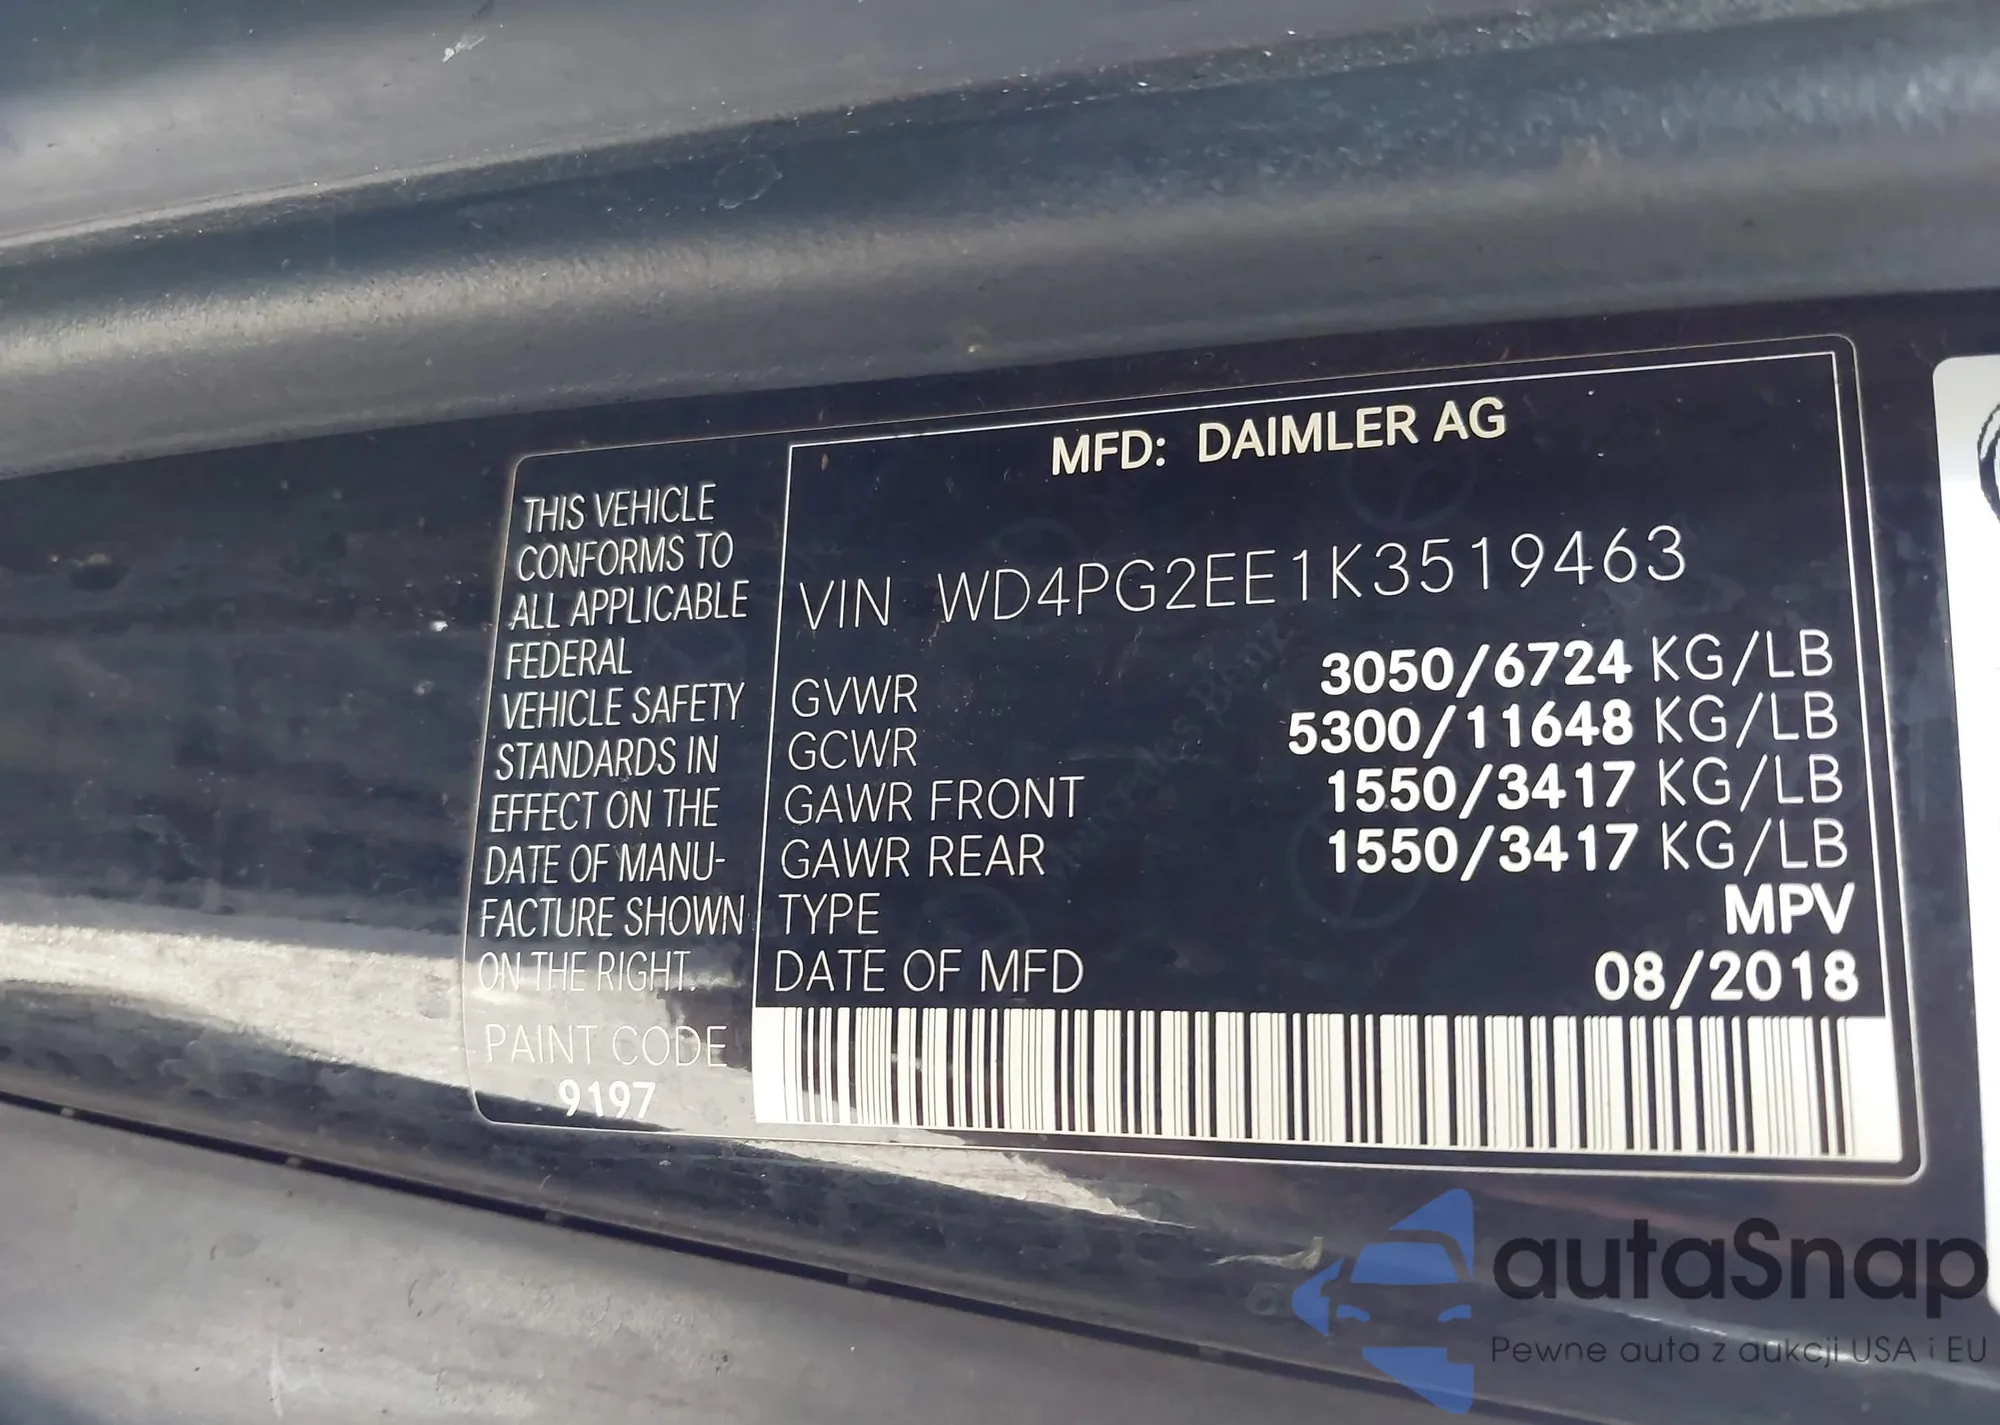 THIS VEHICLE
CONFORMS TO
ALL APPLICABLE
FEDERAL
VEHICLE SAFETY
STANDARDS IN
EFFECT ON THE
DATE OF MANU-
FACTURE SHOWN
ON THE RIGHT.
PAINT CODE
9197
MFD: DAIMLER AG
VIN WD4PG2EE1K3519463
GVWR 3050/6724 KG/LB
GCWR 5300/11648 KG/LB
GAWR FRONT 1550/3417 KG/LB
GAWR REAR 1550/3417 KG/LB
TYPE MPV
DATE OF MFD 08/2018
autaSnap
Pewne auta z aukcji USA i EU